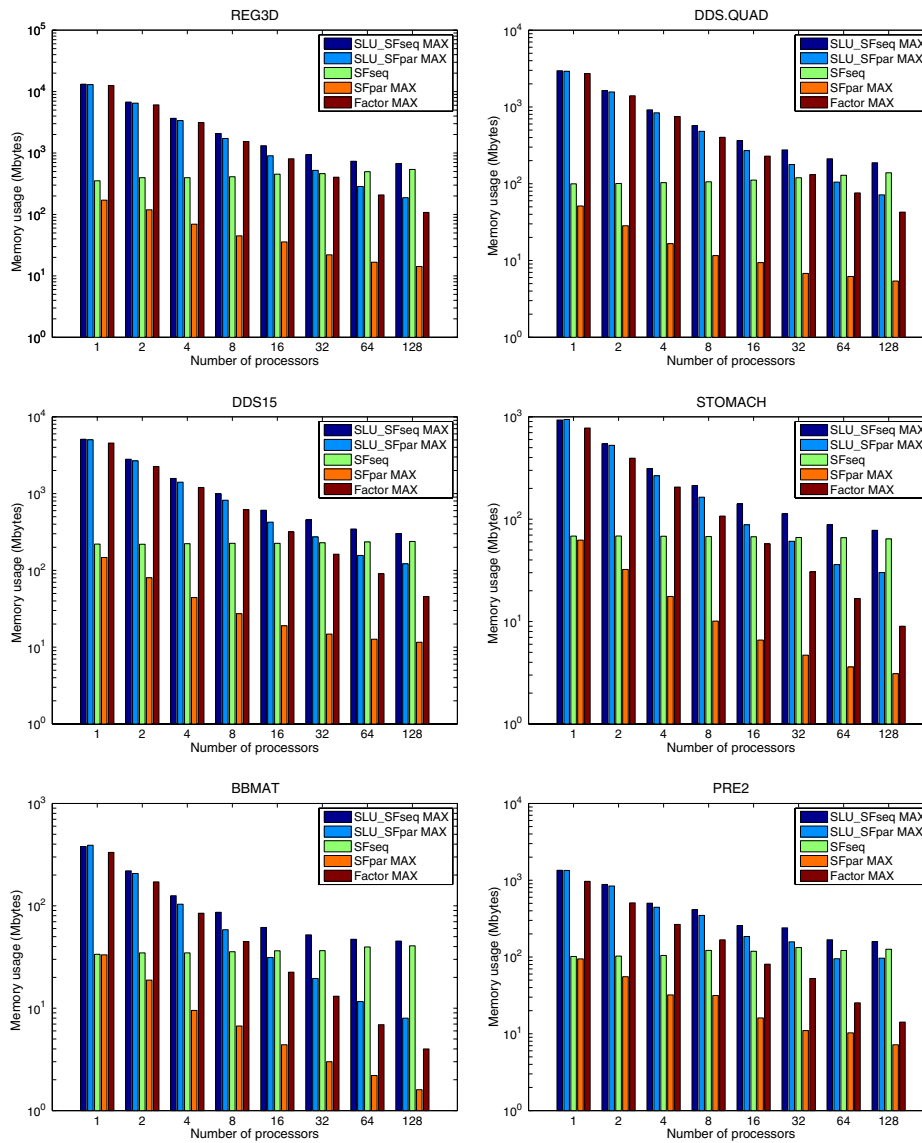 REG3D
Memory usage (Mbytes)
10^5
10^4
10^3
10^2
10^1
10^0
SLU_SFseq MAX
SLU_SFpar MAX
SFseq
SFpar MAX
Factor MAX
1 2 4 8 16 32 64 128
Number of processors
DDS.QUAD
Memory usage (Mbytes)
10^4
10^3
10^2
10^1
10^0
SLU_SFseq MAX
SLU_SFpar MAX
SFseq
SFpar MAX
Factor MAX
1 2 4 8 16 32 64 128
Number of processors
DDS15
Memory usage (Mbytes)
10^4
10^3
10^2
10^1
10^0
SLU_SFseq MAX
SLU_SFpar MAX
SFseq
SFpar MAX
Factor MAX
1 2 4 8 16 32 64 128
Number of processors
STOMACH
Memory usage (Mbytes)
10^3
10^2
10^1
10^0
SLU_SFseq MAX
SLU_SFpar MAX
SFseq
SFpar MAX
Factor MAX
1 2 4 8 16 32 64 128
Number of processors
BBMAT
Memory usage (Mbytes)
10^3
10^2
10^1
10^0
SLU_SFseq MAX
SLU_SFpar MAX
SFseq
SFpar MAX
Factor MAX
1 2 4 8 16 32 64 128
Number of processors
PRE2
Memory usage (Mbytes)
10^4
10^3
10^2
10^1
10^0
SLU_SFseq MAX
SLU_SFpar MAX
SFseq
SFpar MAX
Factor MAX
1 2 4 8 16 32 64 128
Number of processors